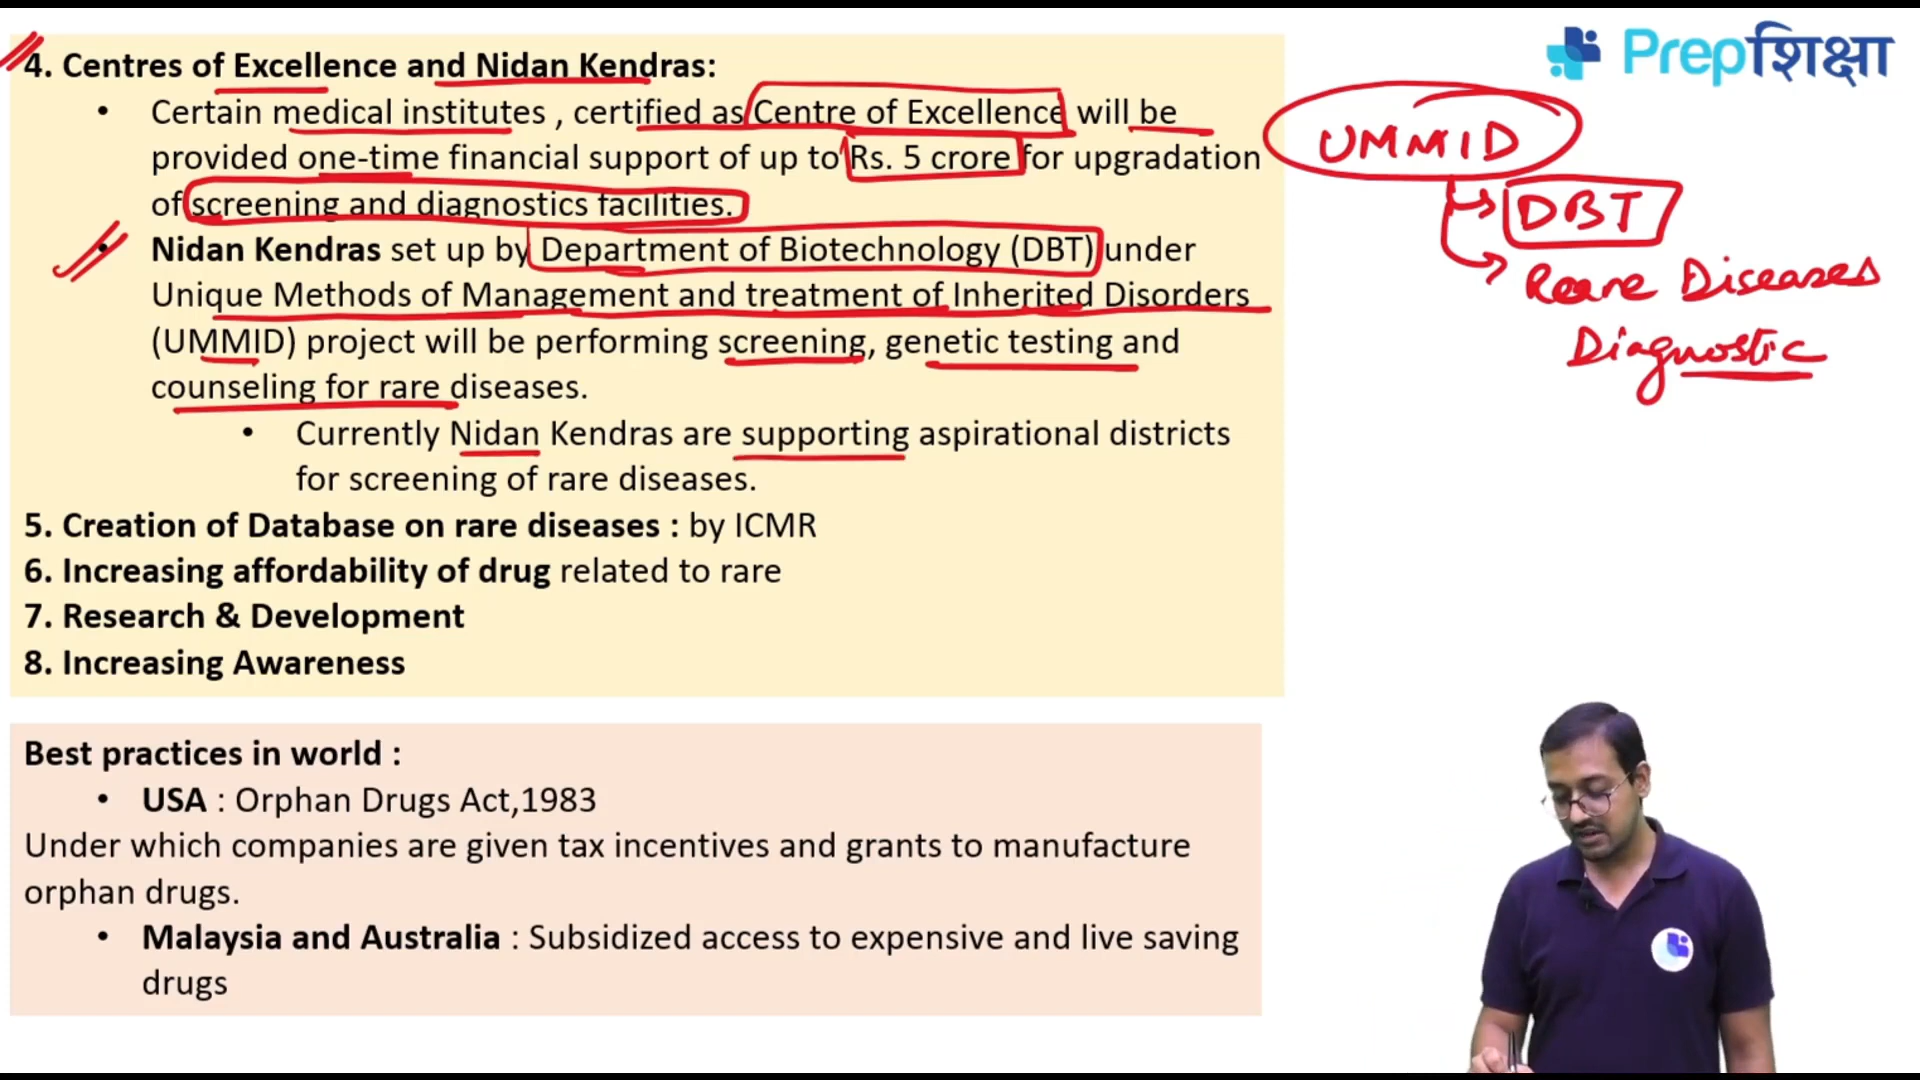 Prepशिक्षा
4. Centres of Excellence and Nidan Kendras:
• Certain medical institutes , certified as Centre of Excellence will be
provided one-time financial support of up to Rs. 5 crore for upgradation
of screening and diagnostics facilities.
• Nidan Kendras set up by Department of Biotechnology (DBT) under
Unique Methods of Management and treatment of Inherited Disorders
(UMMID) project will be performing screening, genetic testing and
counseling for rare diseases.
• Currently Nidan Kendras are supporting aspirational districts
for screening of rare diseases.
5. Creation of Database on rare diseases : by ICMR
6. Increasing affordability of drug related to rare
7. Research & Development
8. Increasing Awareness
UMMID
DBT
Reare Diseases
Diagnostic
Best practices in world :
• USA : Orphan Drugs Act,1983
Under which companies are given tax incentives and grants to manufacture
orphan drugs.
• Malaysia and Australia : Subsidized access to expensive and live saving
drugs